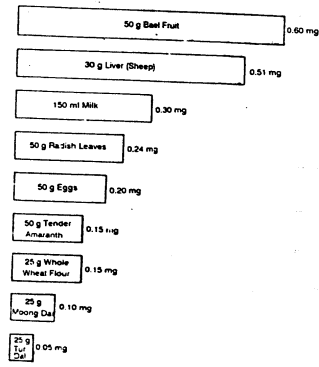 50 g Bael Fruit 0.60 mg
30 g Liver (Sheep) 0.51 mg
150 ml Milk 0.30 mg
50 g Radish Leaves 0.24 mg
50 g Eggs 0.20 mg
50 g Tender
Amaranth 0.15 mg
25 g Whole
Wheat Flour 0.15 mg
25 g
Moong Dal 0.10 mg
25 g
Tur
Dal 0.05 mg